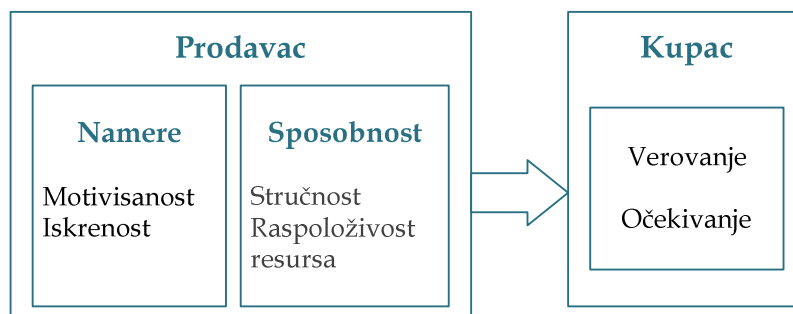 Prodavac
Namere
Motivisanost
Iskrenost
Sposobnost
Stručnost
Raspoloživost
resursa
Kupac
Verovanje
Očekivanje